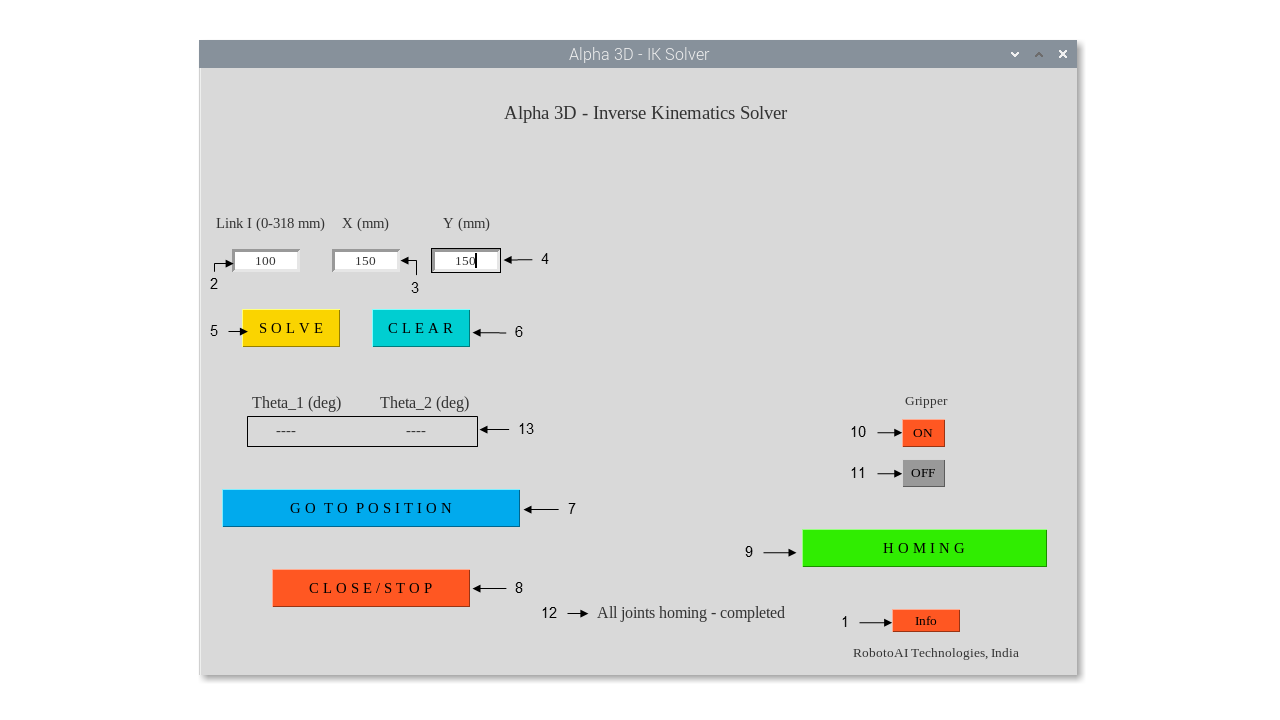 Alpha 3D - IK Solver
Alpha 3D - Inverse Kinematics Solver
Link I (0-318 mm) X (mm) Y (mm)
100 150 150 4
2 3
5 SOLVE CLEAR 6
Theta_1 (deg) Theta_2 (deg) Gripper
---- ---- 13 10 ON
11 OFF
GO TO POSITION 7
9 HOMING
CLOSE/STOP 8
12 All joints homing - completed 1 Info
RobotoAI Technologies, India